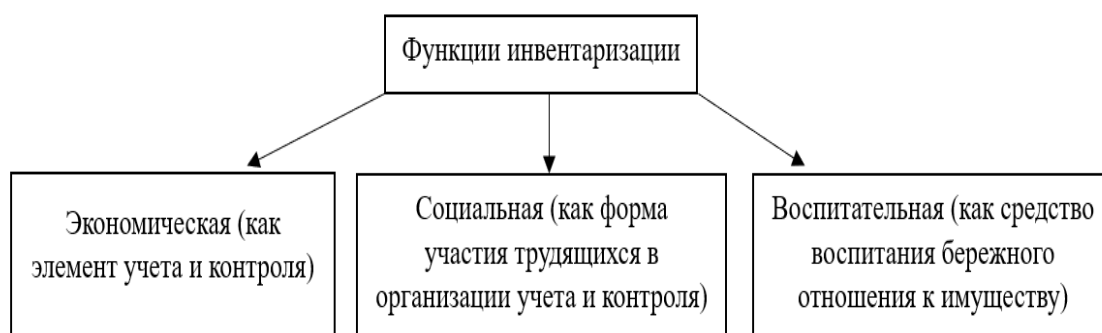 Функции инвентаризации
Экономическая (как
элемент учета и контроля)
Социальная (как форма
участия трудящихся в
организации учета и контроля)
Воспитательная (как средство
воспитания бережного
отношения к имуществу)